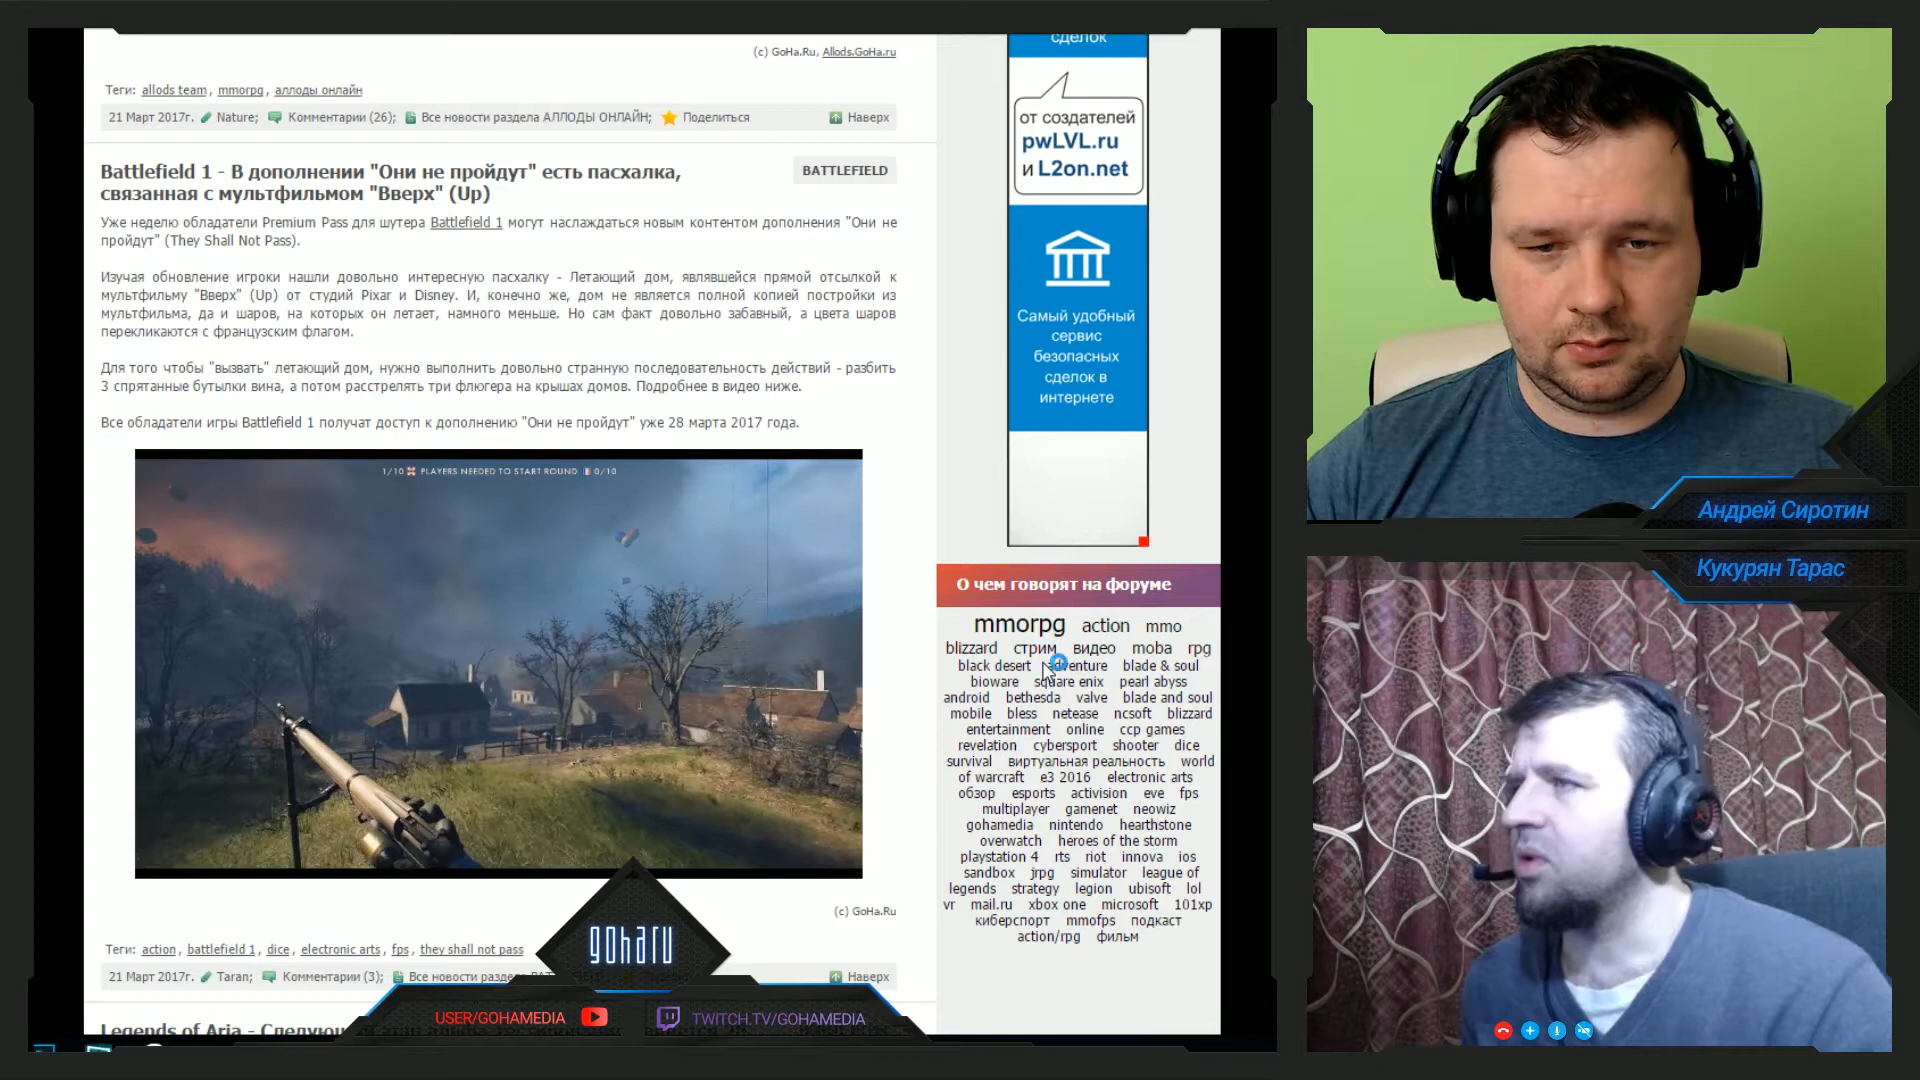 (c) GoHa.Ru, Allods.GoHa.ru
Теги: allods team , mmorpg , аллоды онлайн
21 Март 2017г. Nature; Комментарии (26); Все новости раздела АЛЛОДЫ ОНЛАЙН; Поделиться Наверх
Battlefield 1 - В дополнении "Они не пройдут" есть пасхалка,
связанная с мультфильмом "Вверх" (Up)
BATTLEFIELD
Уже неделю обладатели Premium Pass для шутера Battlefield 1 могут наслаждаться новым контентом дополнения "Они не
пройдут" (They Shall Not Pass).
Изучая обновление игроки нашли довольно интересную пасхалку - Летающий дом, являвшейся прямой отсылкой к
мультфильму "Вверх" (Up) от студий Pixar и Disney. И, конечно же, дом не является полной копией постройки из
мультфильма, да и шаров, на которых он летает, намного меньше. Но сам факт довольно забавный, а цвета шаров
перекликаются с французским флагом.
Для того чтобы "вызвать" летающий дом, нужно выполнить довольно странную последовательность действий - разбить
3 спрятанные бутылки вина, а потом расстрелять три флюгера на крышах домов. Подробнее в видео ниже.
Все обладатели игры Battlefield 1 получат доступ к дополнению "Они не пройдут" уже 28 марта 2017 года.
1/10 PLAYERS NEEDED TO START ROUND 0/10
(c) GoHa.Ru
Теги: action , battlefield 1 , dice , electronic arts , fps , they shall not pass
21 Март 2017г. Taran; Комментарии (3); Все новости раздела Наверх
Legends of Aria -
goharu
USER/GOHAMEDIA
TWITCH.TV/GOHAMEDIA
сделок
от создателей
pwLVL.ru
и L2on.net
Самый удобный
сервис
безопасных
сделок в
интернете
О чем говорят на форуме
mmorpg action mmo
blizzard стрим видео moba rpg
black desert adventure blade & soul
bioware square enix pearl abyss
android bethesda valve blade and soul
mobile bless netease ncsoft blizzard
entertainment online ccp games
revelation cybersport shooter dice
survival виртуальная реальность world
of warcraft e3 2016 electronic arts
обзор esports activision eve fps
multiplayer gamenet neowiz
gohamedia nintendo hearthstone
overwatch heroes of the storm
playstation 4 rts riot innova ios
sandbox jrpg simulator league of
legends strategy legion ubisoft lol
vr mail.ru xbox one microsoft 101xp
киберспорт mmofps подкаст
action/rpg фильм
Андрей Сиротин
Кукурян Тарас